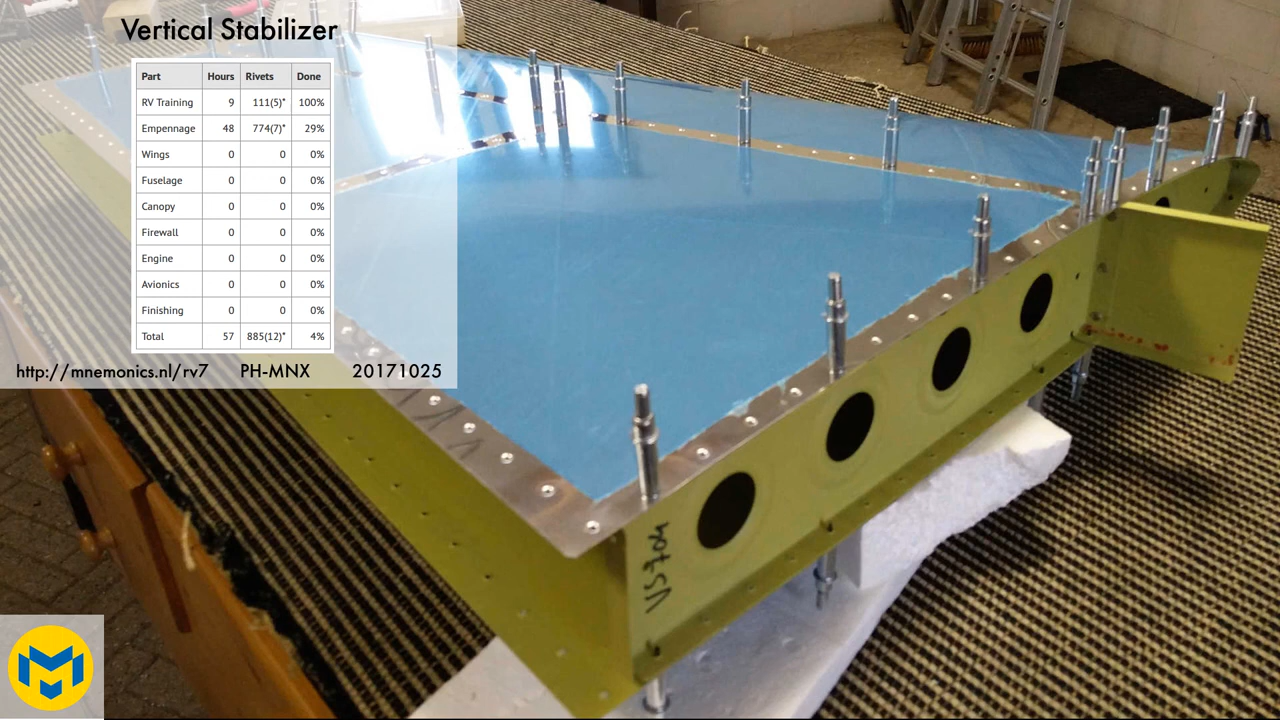 Vertical Stabilizer
Part Hours Rivets Done
RV Training 9 111(5)* 100%
Empennage 48 774(7)* 29%
Wings 0 0 0%
Fuselage 0 0 0%
Canopy 0 0 0%
Firewall 0 0 0%
Engine 0 0 0%
Avionics 0 0 0%
Finishing 0 0 0%
Total 57 885(12)* 4%
http://mnemonics.nl/rv7 PH-MNX 20171025
VS704
M